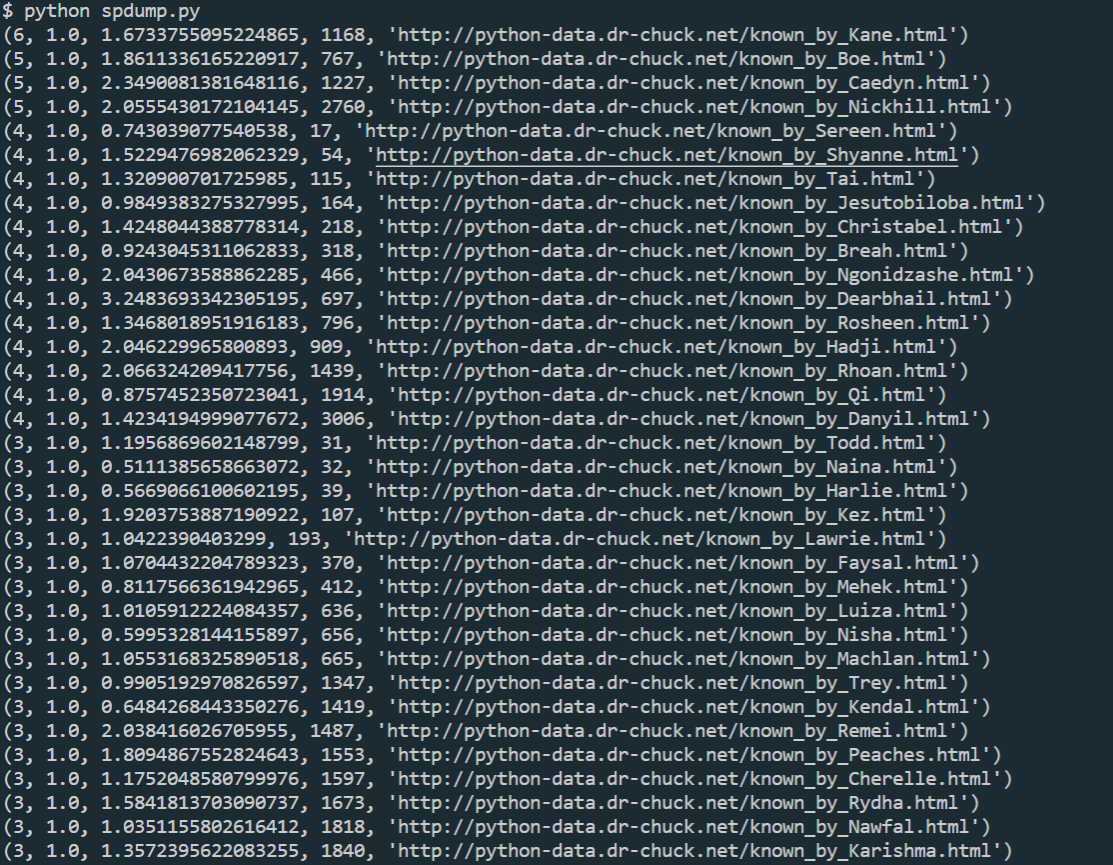 $ python spdump.py
(6, 1.0, 1.6733755095224865, 1168, 'http://python-data.dr-chuck.net/known_by_Kane.html')
(5, 1.0, 1.8611336165220917, 767, 'http://python-data.dr-chuck.net/known_by_Boe.html')
(5, 1.0, 2.3490081381648116, 1227, 'http://python-data.dr-chuck.net/known_by_Caedyn.html')
(5, 1.0, 2.0555430172104145, 2760, 'http://python-data.dr-chuck.net/known_by_Nickhill.html')
(4, 1.0, 0.743039077540538, 17, 'http://python-data.dr-chuck.net/known_by_Sereen.html')
(4, 1.0, 1.5229476982062329, 54, 'http://python-data.dr-chuck.net/known_by_Shyanne.html')
(4, 1.0, 1.320900701725985, 115, 'http://python-data.dr-chuck.net/known_by_Tai.html')
(4, 1.0, 0.9849383275327995, 164, 'http://python-data.dr-chuck.net/known_by_Jesutobiloba.html')
(4, 1.0, 1.4248044388778314, 218, 'http://python-data.dr-chuck.net/known_by_Christabel.html')
(4, 1.0, 0.9243045311062833, 318, 'http://python-data.dr-chuck.net/known_by_Breah.html')
(4, 1.0, 2.0430673588862285, 466, 'http://python-data.dr-chuck.net/known_by_Ngonidzashe.html')
(4, 1.0, 3.2483693342305195, 697, 'http://python-data.dr-chuck.net/known_by_Dearbhail.html')
(4, 1.0, 1.3468018951916183, 796, 'http://python-data.dr-chuck.net/known_by_Rosheen.html')
(4, 1.0, 2.046229965800893, 909, 'http://python-data.dr-chuck.net/known_by_Hadji.html')
(4, 1.0, 2.066324209417756, 1439, 'http://python-data.dr-chuck.net/known_by_Rhoan.html')
(4, 1.0, 0.8757452350723041, 1914, 'http://python-data.dr-chuck.net/known_by_Qi.html')
(4, 1.0, 1.4234194999077672, 3006, 'http://python-data.dr-chuck.net/known_by_Danyil.html')
(3, 1.0, 1.1956869602148799, 31, 'http://python-data.dr-chuck.net/known_by_Todd.html')
(3, 1.0, 0.5111385658663072, 32, 'http://python-data.dr-chuck.net/known_by_Naina.html')
(3, 1.0, 0.5669066100602195, 39, 'http://python-data.dr-chuck.net/known_by_Harlie.html')
(3, 1.0, 1.9203753887190922, 107, 'http://python-data.dr-chuck.net/known_by_Kez.html')
(3, 1.0, 1.0422390403299, 193, 'http://python-data.dr-chuck.net/known_by_Lawrie.html')
(3, 1.0, 1.0704432204789323, 370, 'http://python-data.dr-chuck.net/known_by_Faysal.html')
(3, 1.0, 0.8117566361942965, 412, 'http://python-data.dr-chuck.net/known_by_Mehek.html')
(3, 1.0, 1.0105912224084357, 636, 'http://python-data.dr-chuck.net/known_by_Luiza.html')
(3, 1.0, 0.5995328144155897, 656, 'http://python-data.dr-chuck.net/known_by_Nisha.html')
(3, 1.0, 1.0553168325890518, 665, 'http://python-data.dr-chuck.net/known_by_Machlan.html')
(3, 1.0, 0.9905192970826597, 1347, 'http://python-data.dr-chuck.net/known_by_Trey.html')
(3, 1.0, 0.6484268443350276, 1419, 'http://python-data.dr-chuck.net/known_by_Kendal.html')
(3, 1.0, 2.038416026705955, 1487, 'http://python-data.dr-chuck.net/known_by_Remei.html')
(3, 1.0, 1.8094867552824643, 1553, 'http://python-data.dr-chuck.net/known_by_Peaches.html')
(3, 1.0, 1.1752048580799976, 1597, 'http://python-data.dr-chuck.net/known_by_Cherelle.html')
(3, 1.0, 1.5841813703090737, 1673, 'http://python-data.dr-chuck.net/known_by_Rydha.html')
(3, 1.0, 1.0351155802616412, 1818, 'http://python-data.dr-chuck.net/known_by_Nawfal.html')
(3, 1.0, 1.3572395622083255, 1840, 'http://python-data.dr-chuck.net/known_by_Karishma.html')